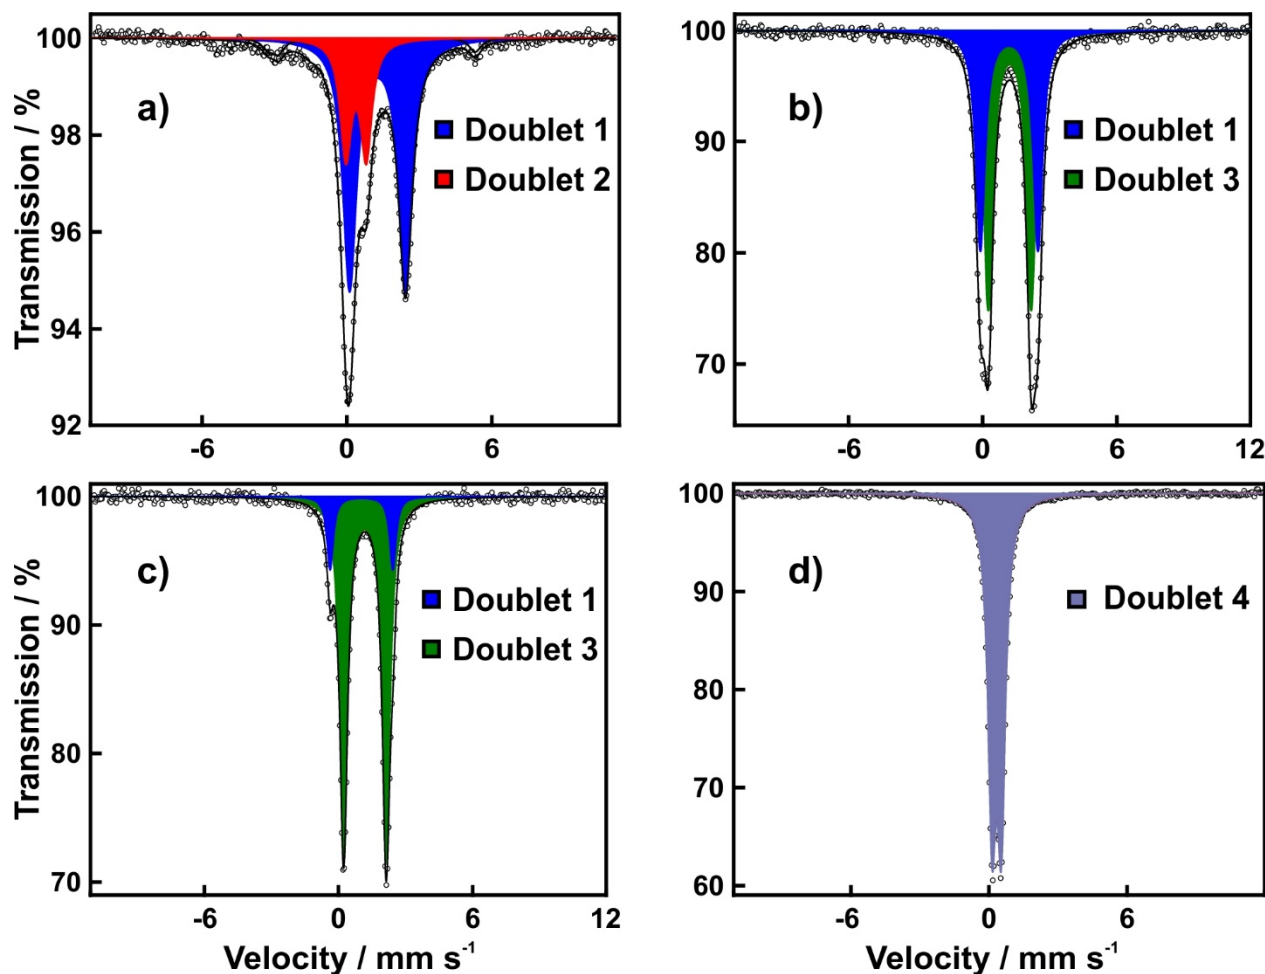 100
98
96
94
92
Transmission / %
a)
Doublet 1
Doublet 2
-6
0
6
100
90
80
70
b)
Doublet 1
Doublet 3
-6
0
6
12
100
90
80
70
Transmission / %
c)
Doublet 1
Doublet 3
-6
0
6
12
Velocity / mm s⁻¹
100
90
80
70
60
d)
Doublet 4
-6
0
6
Velocity / mm s⁻¹